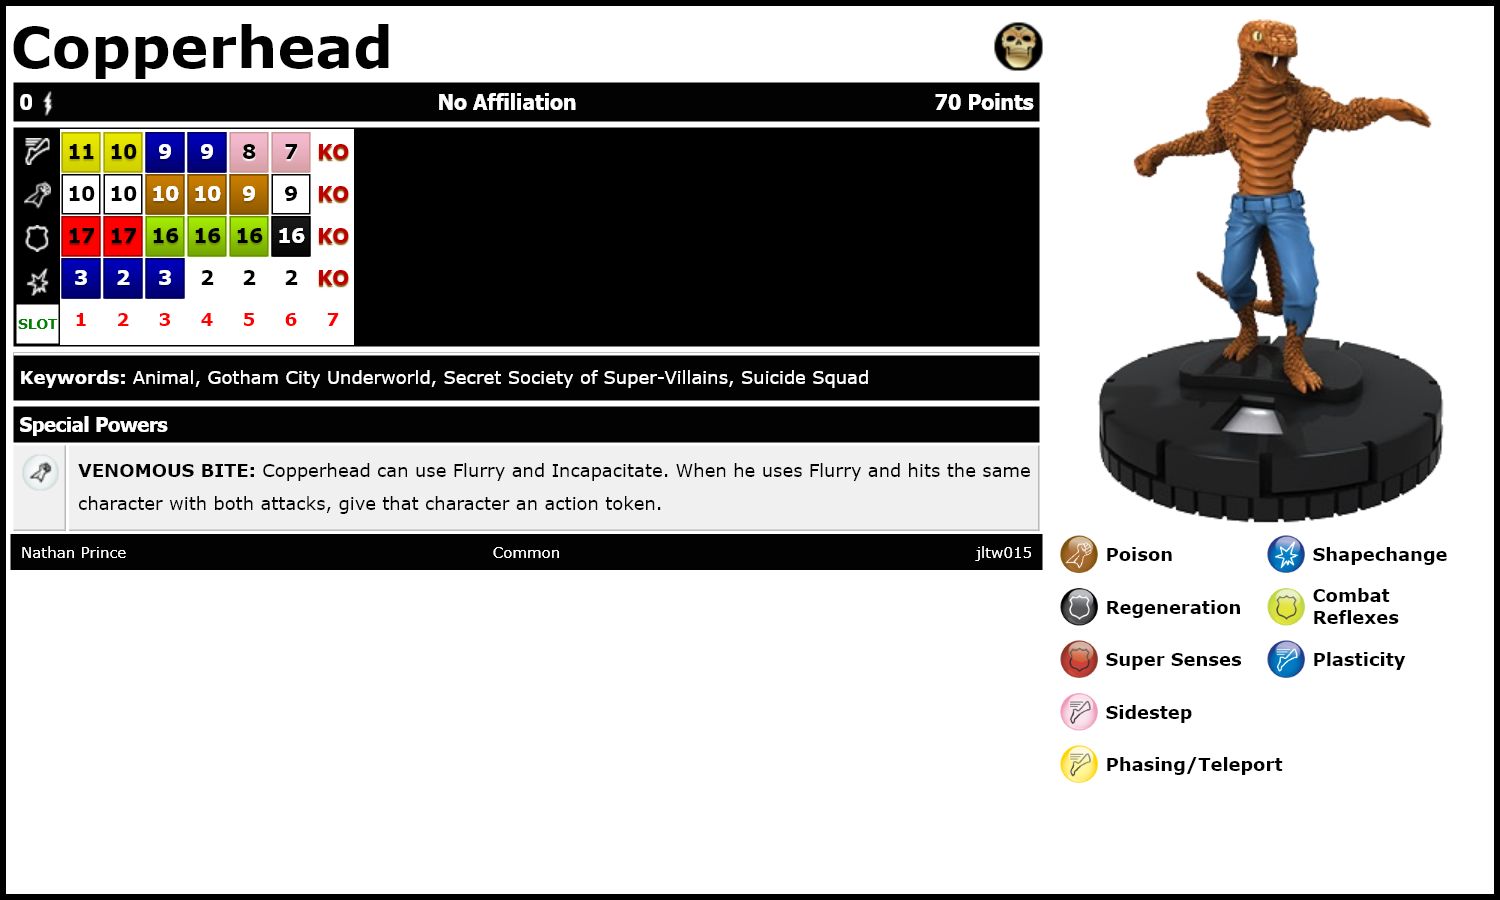 Copperhead
0 No Affiliation 70 Points
11 10 9 9 8 7 KO
10 10 10 10 9 9 KO
17 17 16 16 16 16 KO
3 2 3 2 2 2 KO
SLOT 1 2 3 4 5 6 7
Keywords: Animal, Gotham City Underworld, Secret Society of Super-Villains, Suicide Squad
Special Powers
VENOMOUS BITE: Copperhead can use Flurry and Incapacitate. When he uses Flurry and hits the same
character with both attacks, give that character an action token.
Nathan Prince Common jltw015
Poison Shapechange
Regeneration Combat
Reflexes
Super Senses Plasticity
Sidestep
Phasing/Teleport